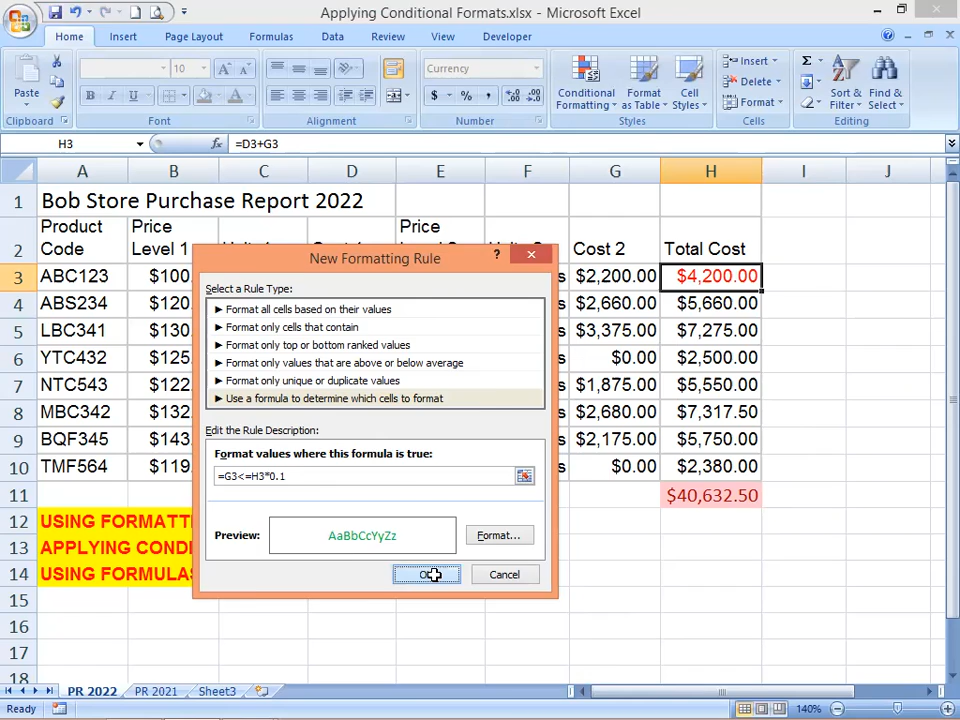 Applying Conditional Formats.xlsx - Microsoft Excel
Home Insert Page Layout Formulas Data Review View Developer
10 Currency
Paste B I U $ % , Conditional Formatting Format as Table Cell Styles Insert Delete Format Sort & Filter Find & Select
Clipboard Font Alignment Number Styles Cells Editing
H3 fx =D3+G3
A B C D E F G H I J
1 Bob Store Purchase Report 2022
2 Product Code Price Level 1 Price Cost 2 Total Cost
3 ABC123 $100. s $2,200.00 $4,200.00
4 ABS234 $120. s $2,660.00 $5,660.00
5 LBC341 $130. s $3,375.00 $7,275.00
6 YTC432 $125. $0.00 $2,500.00
7 NTC543 $122. s $1,875.00 $5,550.00
8 MBC342 $132. s $2,680.00 $7,317.50
9 BQF345 $143. s $2,175.00 $5,750.00
10 TMF564 $119. s $0.00 $2,380.00
11 $40,632.50
12 USING FORMATT
13 APPLYING COND
14 USING FORMULAS
15
16
17
18
New Formatting Rule ?
Select a Rule Type:
► Format all cells based on their values
► Format only cells that contain
► Format only top or bottom ranked values
► Format only values that are above or below average
► Format only unique or duplicate values
► Use a formula to determine which cells to format
Edit the Rule Description:
Format values where this formula is true:
=G3<=H3*0.1
Preview: AaBbCcYyZz Format...
OK Cancel
PR 2022 PR 2021 Sheet3
Ready 140%